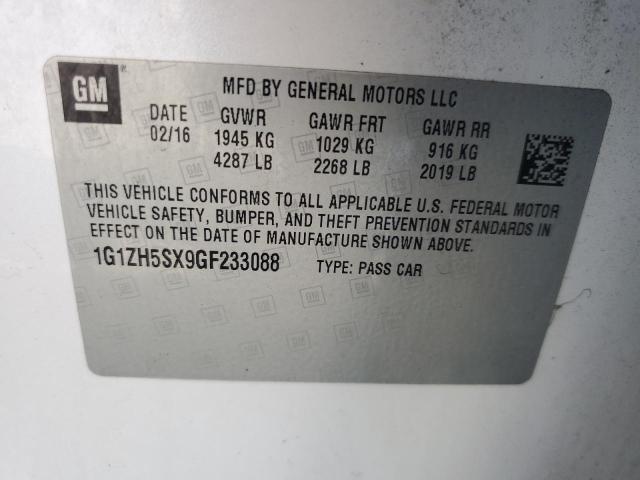 GM
MFD BY GENERAL MOTORS LLC
DATE GVWR GAWR FRT GAWR RR
02/16 1945 KG 1029 KG 916 KG
4287 LB 2268 LB 2019 LB
THIS VEHICLE CONFORMS TO ALL APPLICABLE U.S. FEDERAL MOTOR
VEHICLE SAFETY, BUMPER, AND THEFT PREVENTION STANDARDS IN
EFFECT ON THE DATE OF MANUFACTURE SHOWN ABOVE.
1G1ZH5SX9GF233088 TYPE: PASS CAR